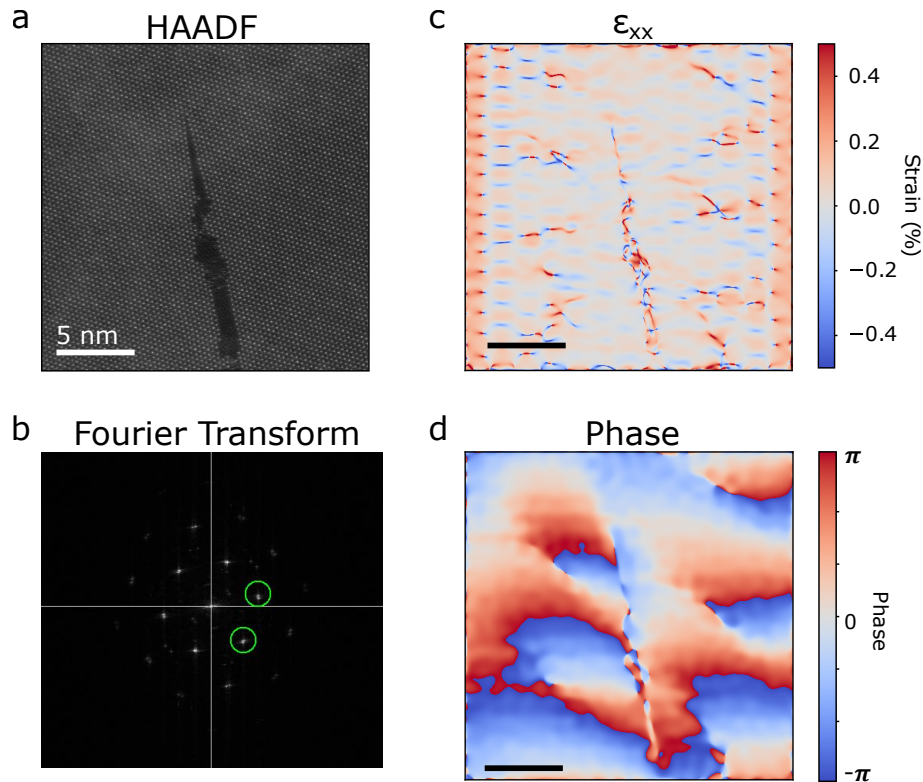 a
HAADF
5 nm
c
εxx
0.4
0.2
0.0
−0.2
−0.4
Strain (%)
b
Fourier Transform
d
Phase
π
0
-π
Phase